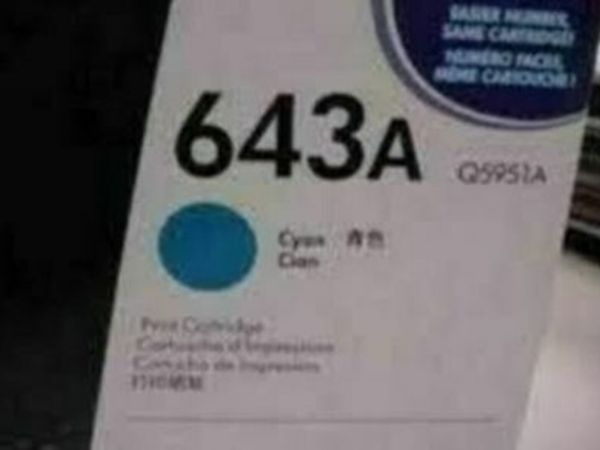 EASIER NUMBER,
SAME CARTRIDGE!
NUMÉRO FACILE,
MÊME CARTOUCHE !
643A Q5951A
Cyan 青色
Cian
Print Cartridge
Cartouche d'impression
Cartucho de impresión